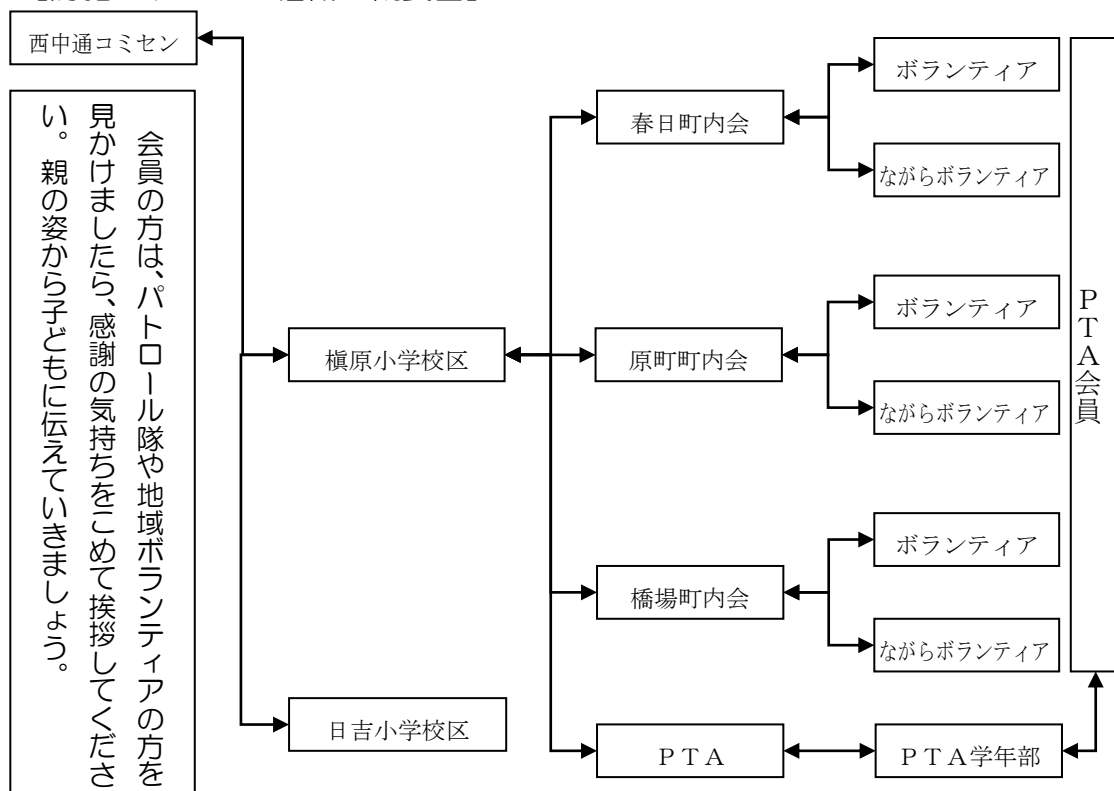 西中通コミセン
会員の方は、パトロール隊や地域ボランティアの方を
見かけましたら、感謝の気持ちをこめて挨拶してくださ
い。親の姿から子どもに伝えていきましょう。
槇原小学校区
日吉小学校区
春日町内会
原町町内会
橋場町内会
ＰＴＡ
ボランティア
ながらボランティア
ボランティア
ながらボランティア
ボランティア
ながらボランティア
ＰＴＡ学年部
ＰＴＡ会員